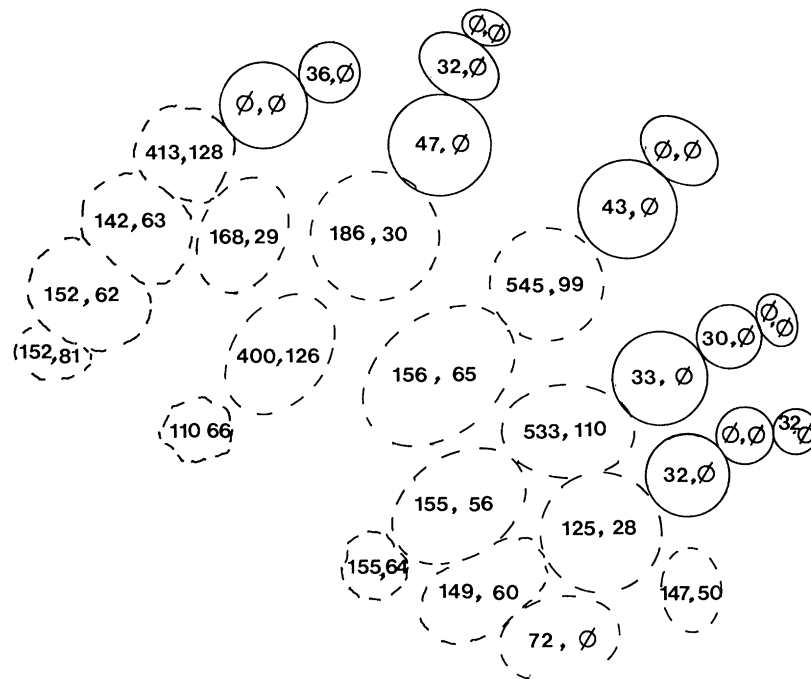 Ø,Ø
32,Ø
36,Ø
Ø,Ø
47,Ø
413,128
Ø,Ø
142,63
168,29
186,30
43,Ø
152,62
545,99
Ø,Ø
152,81
400,126
156, 65
33, Ø
30,Ø
110 66
533,110
Ø,Ø
32,Ø
155, 56
32,Ø
125, 28
155,64
149, 60
147,50
72, Ø